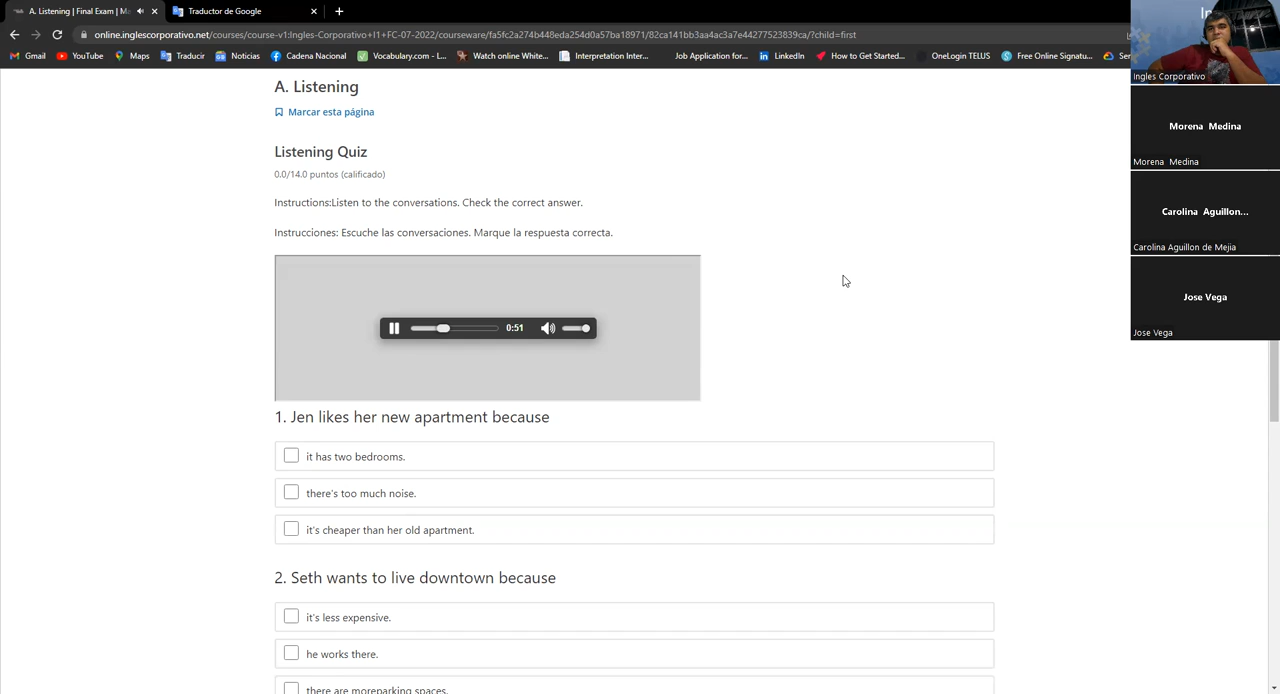 A. Listening | Final Exam | Ma
Traductor de Google
online.inglescorporativo.net/courses/course-v1:Ingles-Corporativo+I1+FC-07-2022/courseware/fa5fc2a274b448eda254d0a57ba18971/82ca141bb3aa4ac3a7e44277523839ca/?child=first
Gmail
YouTube
Maps
Traducir
Noticias
Cadena Nacional
Vocabulary.com - L...
Watch online White...
Interpretation Inter...
Job Application for...
LinkedIn
How to Get Started...
OneLogin TELUS
Free Online Signatu...
Ingles Corporativo
Morena Medina
Morena Medina
Carolina Aguillon...
Carolina Aguillon de Mejia
Jose Vega
Jose Vega
A. Listening
Marcar esta página
Listening Quiz
0.0/14.0 puntos (calificado)
Instructions:Listen to the conversations. Check the correct answer.
Instrucciones: Escuche las conversaciones. Marque la respuesta correcta.
0:51
1. Jen likes her new apartment because
it has two bedrooms.
there's too much noise.
it's cheaper than her old apartment.
2. Seth wants to live downtown because
it's less expensive.
he works there.
there are moreparking spaces.